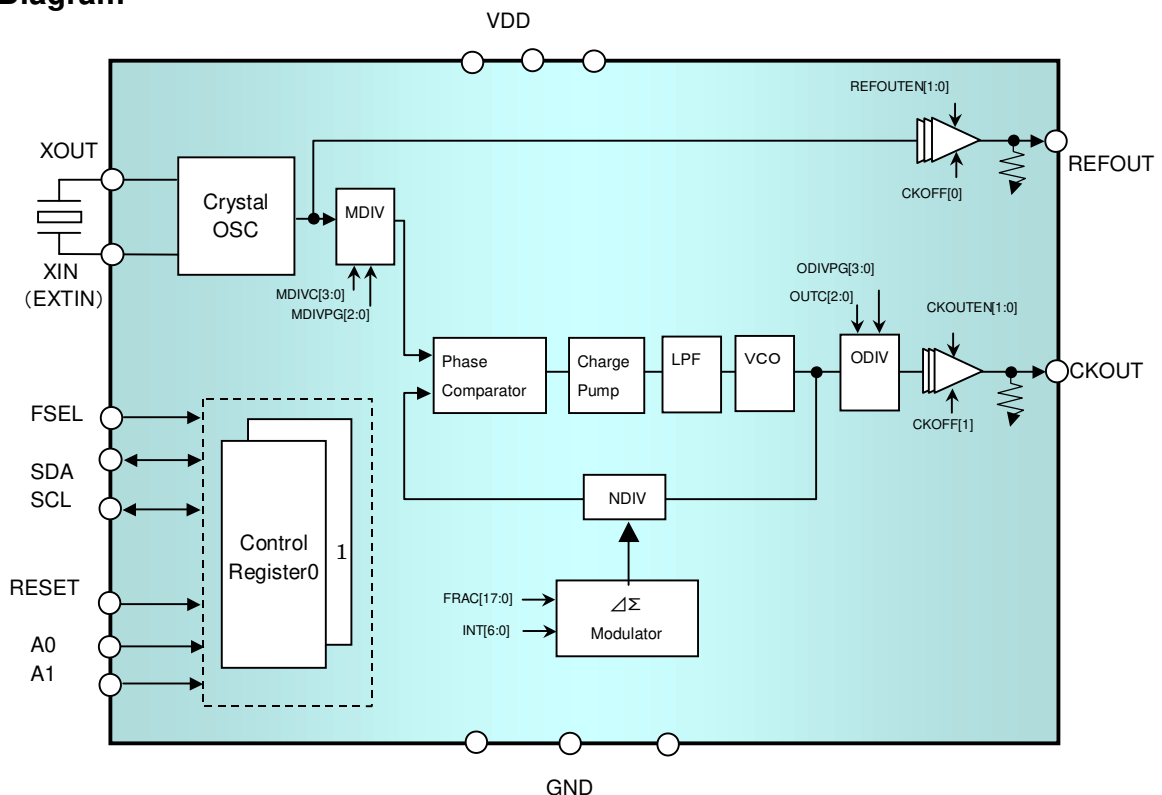 Diagram
VDD
REFOUTEN[1:0]
XOUT
REFOUT
Crystal
OSC
MDIV
CKOFF[0]
XIN
(EXTIN)
MDIVC[3:0]
MDIVPG[2:0]
ODIVPG[3:0]
OUTC[2:0]
CKOUTEN[1:0]
Phase
Comparator
Charge
Pump
LPF
VCO
ODIV
CKOUT
CKOFF[1]
FSEL
SDA
SCL
NDIV
Control
Register0
1
RESET
FRAC[17:0]
INT[6:0]
⊿Σ
Modulator
A0
A1
GND